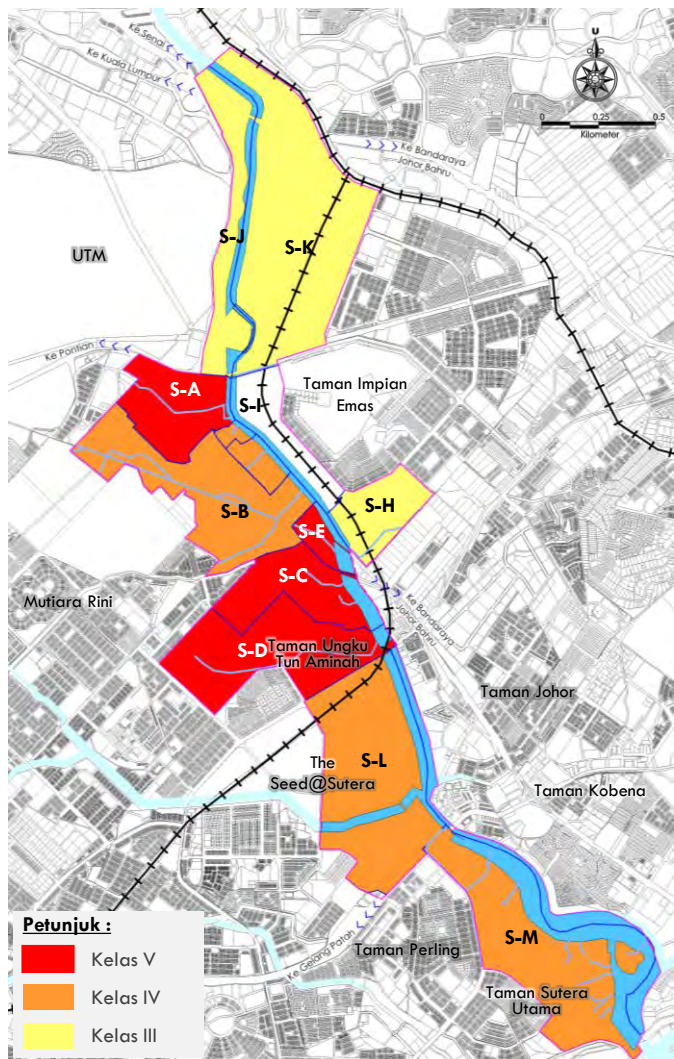 Ke Senai
Ke Kuala Lumpur
U
0
0.25
0.5
Kilometer
Ke Bandaraya
Johor Bahru
S-J
S-K
UTM
Ke Pontian
S-A
S-I
Taman Impian
Emas
S-B
S-H
S-E
S-C
Mutiara Rini
Ke Bandaraya
Johor Bahru
S-D
Taman Ungku
Tun Aminah
Taman Johor
The
Seed@Sutera
S-L
Taman Kobena
Petunjuk :
Kelas V
Kelas IV
Kelas III
Ke Gelang Patah
Taman Perling
S-M
Taman Sutera
Utama